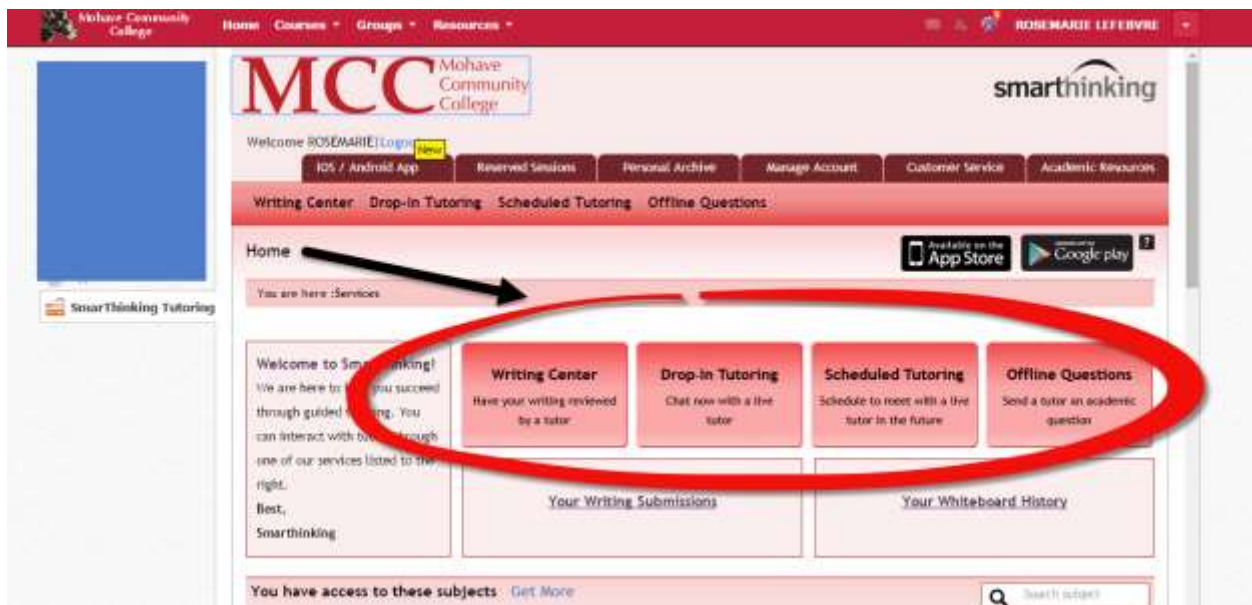 Mohave Community
College
Home Courses Groups Resources
ROSEMARIE LEFEBVRE
MCC Mohave
Community
College
smarthinking
Welcome ROSEMARIE|
New
iOS / Android App Reserved Sessions Personal Archive Manage Account Customer Service Academic Resources
Writing Center Drop-In Tutoring Scheduled Tutoring Offline Questions
Home
Available on the
App Store
Google play
?
You are here :Services
SmarThinking Tutoring
Welcome to
We are here to you succeed
through guided You
can interact with
one of our services listed to the
right.
Best,
Smarthinking
Writing Center
Have your writing reviewed
by a tutor
Drop-In Tutoring
Chat now with a live
tutor
Scheduled Tutoring
Schedule to meet with a live
tutor in the future
Offline Questions
Send a tutor an academic
question
Your Writing Submissions
Your Whiteboard History
You have access to these subjects Get More
Search subject